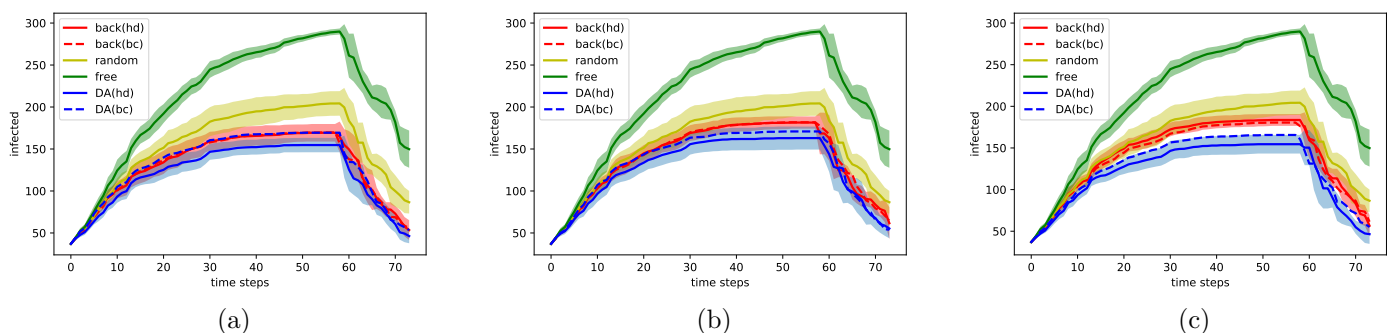 300
250
200
150
100
50
infected
back(hd)
back(bc)
random
free
DA(hd)
DA(bc)
0 10 20 30 40 50 60 70
time steps
(a)
300
250
200
150
100
50
infected
back(hd)
back(bc)
random
free
DA(hd)
DA(bc)
0 10 20 30 40 50 60 70
time steps
(b)
300
250
200
150
100
50
infected
back(hd)
back(bc)
random
free
DA(hd)
DA(bc)
0 10 20 30 40 50 60 70
time steps
(c)